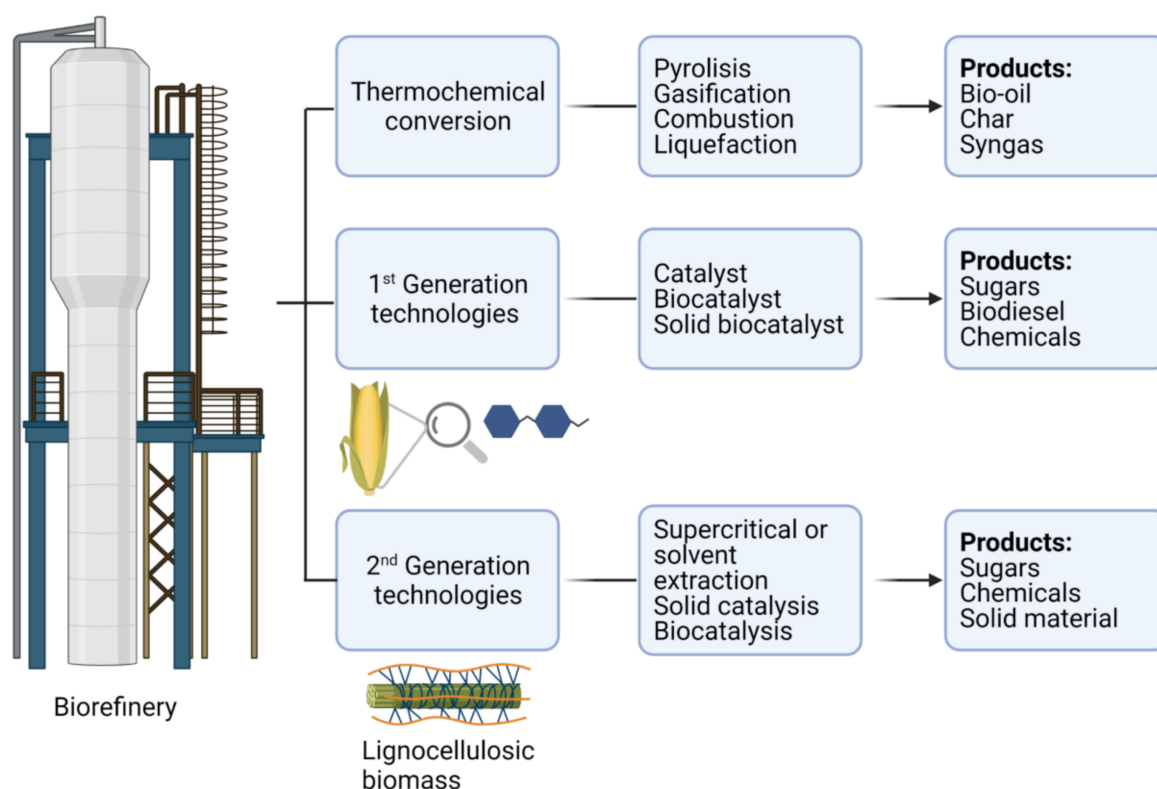 Thermochemical
conversion
Pyrolisis
Gasification
Combustion
Liquefaction
Products:
Bio-oil
Char
Syngas
1st Generation
technologies
Catalyst
Biocatalyst
Solid biocatalyst
Products:
Sugars
Biodiesel
Chemicals
2nd Generation
technologies
Supercritical or
solvent
extraction
Solid catalysis
Biocatalysis
Products:
Sugars
Chemicals
Solid material
Biorefinery
Lignocellulosic
biomass